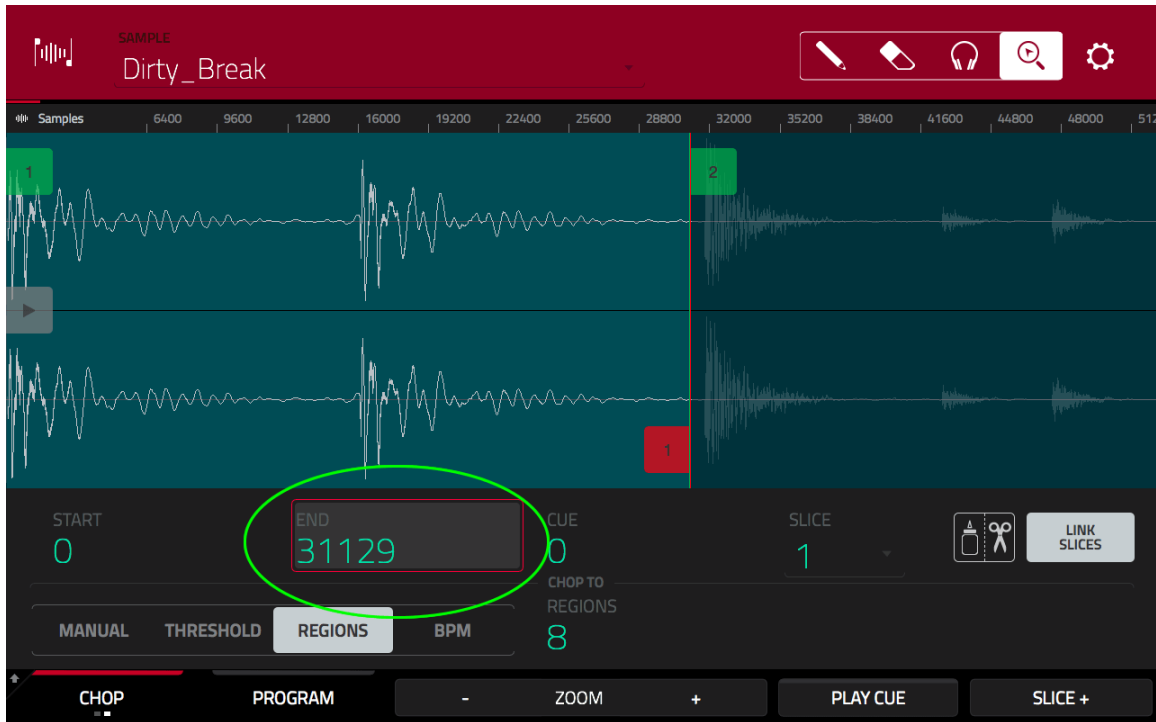 SAMPLE
Dirty_Break
Samples 6400 9600 12800 16000 19200 22400 25600 28800 32000 35200 38400 41600 44800 48000 512
1 2
1
START END CUE SLICE
0 31129 0 1 LINK SLICES
CHOP TO
REGIONS
MANUAL THRESHOLD REGIONS BPM 8
CHOP PROGRAM - ZOOM + PLAY CUE SLICE +